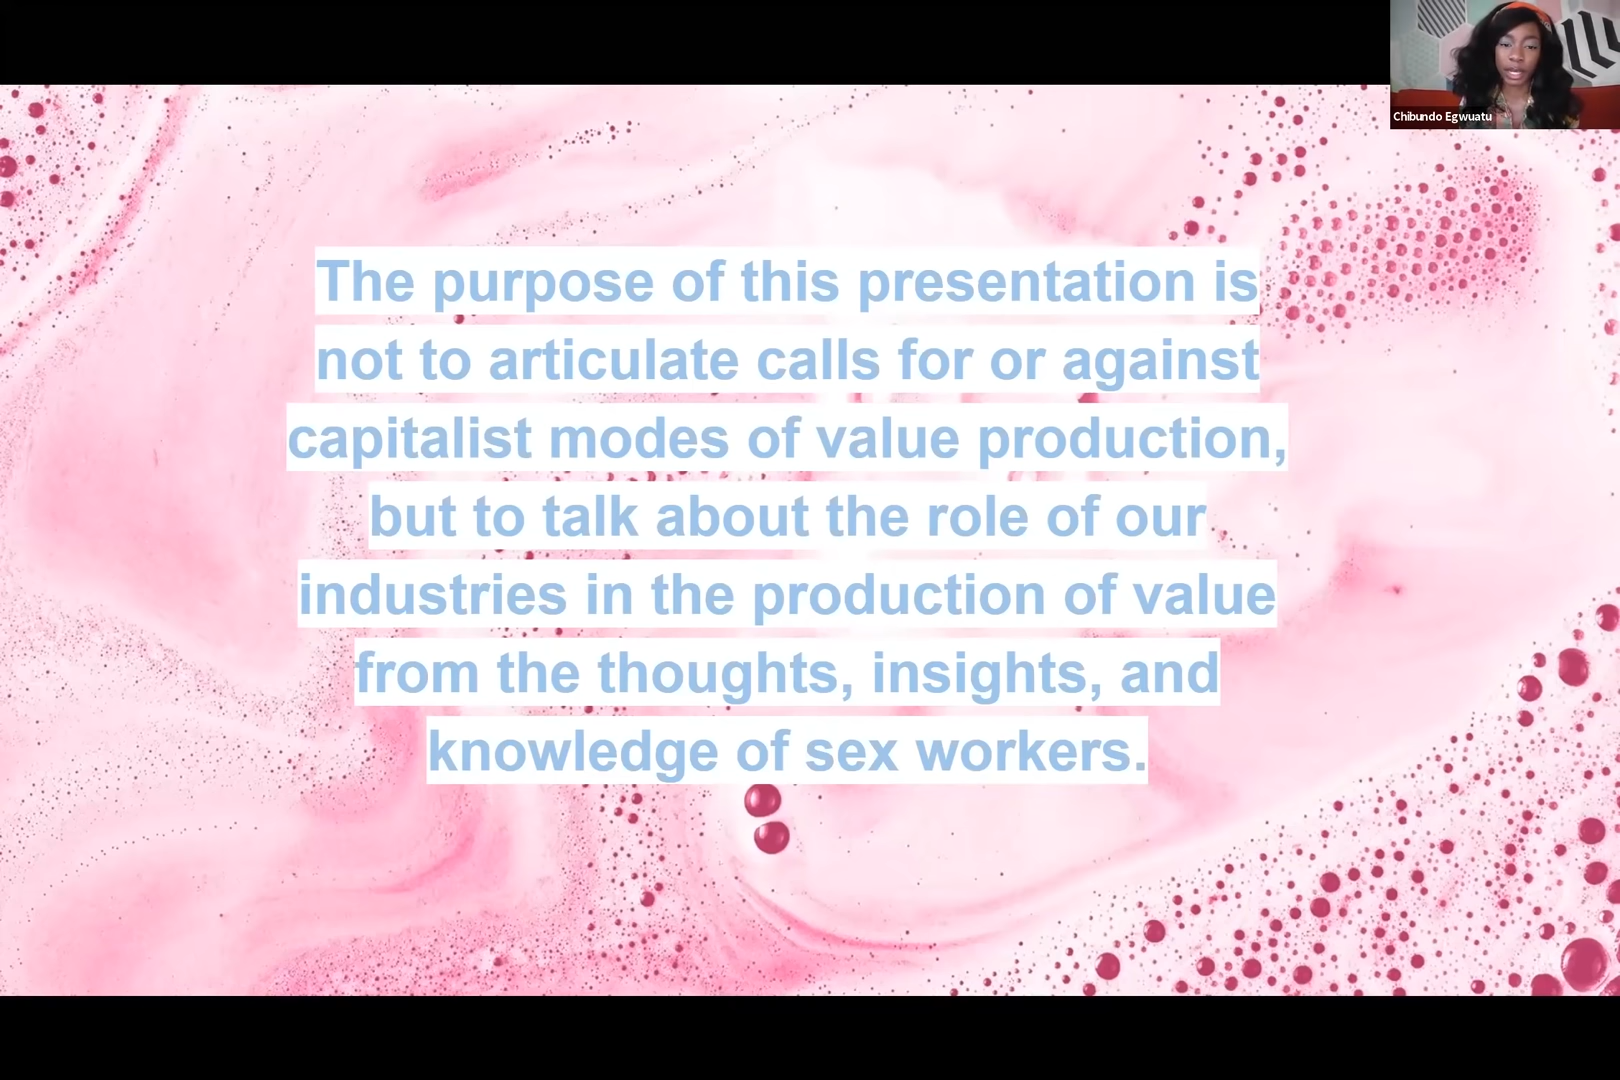 Chibundo Egwuatu
The purpose of this presentation is
not to articulate calls for or against
capitalist modes of value production,
but to talk about the role of our
industries in the production of value
from the thoughts, insights, and
knowledge of sex workers.